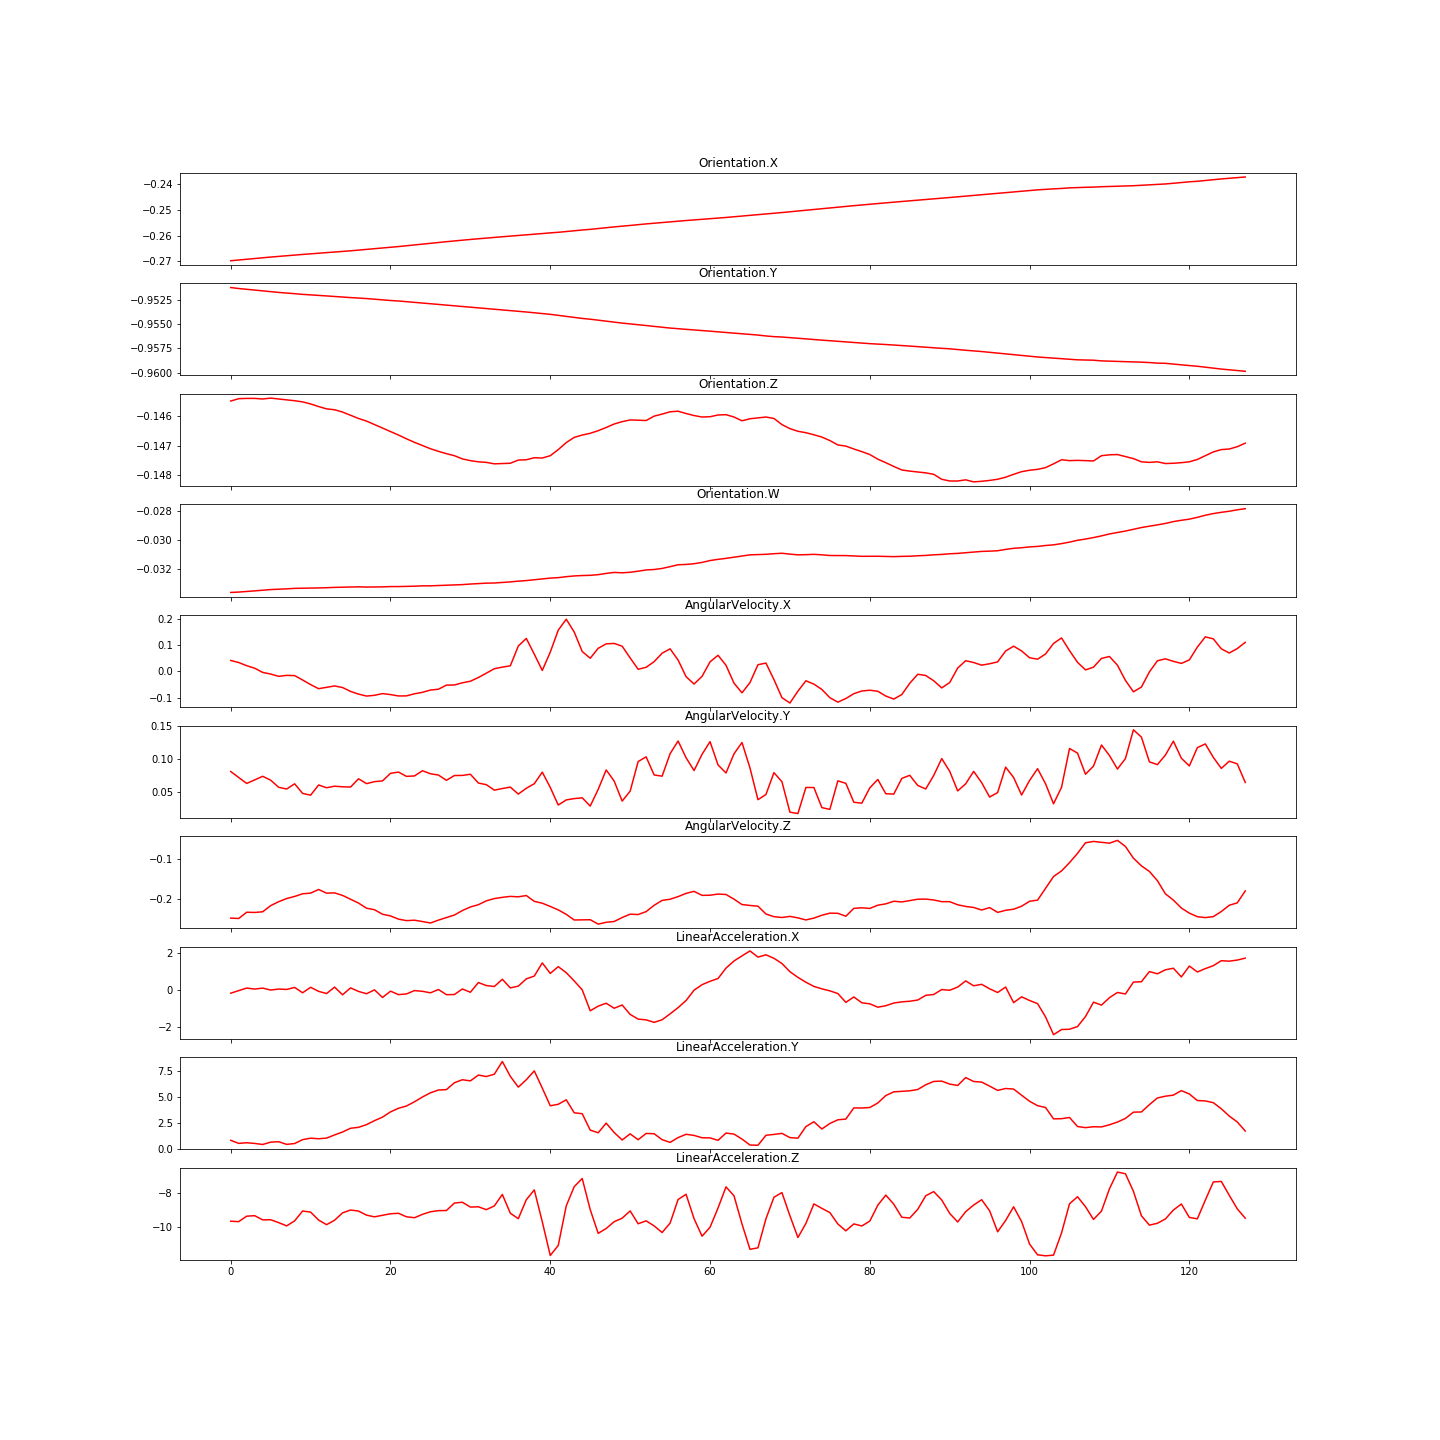 Orientation.X
−0.24
−0.25
−0.26
−0.27
Orientation.Y
−0.9525
−0.9550
−0.9575
−0.9600
Orientation.Z
−0.146
−0.147
−0.148
Orientation.W
−0.028
−0.030
−0.032
AngularVelocity.X
0.2
0.1
0.0
−0.1
AngularVelocity.Y
0.15
0.10
0.05
AngularVelocity.Z
−0.1
−0.2
LinearAcceleration.X
2
0
−2
LinearAcceleration.Y
7.5
5.0
2.5
0.0
LinearAcceleration.Z
−8
−10
0 20 40 60 80 100 120